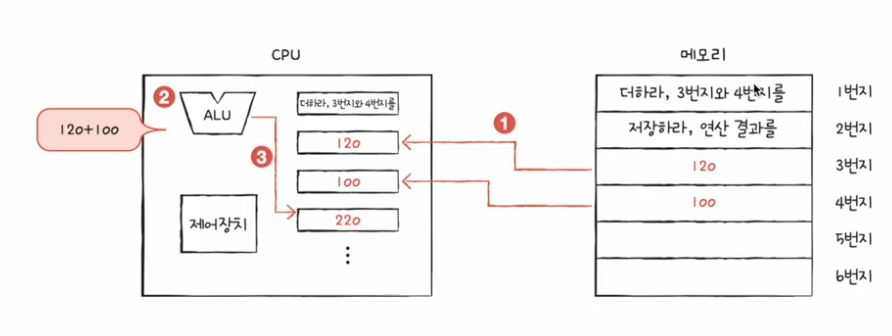 CPU
메모리
❷
ALU
120+100
❸
제어장치
더하라, 3번지와 4번지를
120
100
220
⋮
❶
더하라, 3번지와 4번지를
1번지
저장하라, 연산 결과를
2번지
120
3번지
100
4번지
5번지
6번지